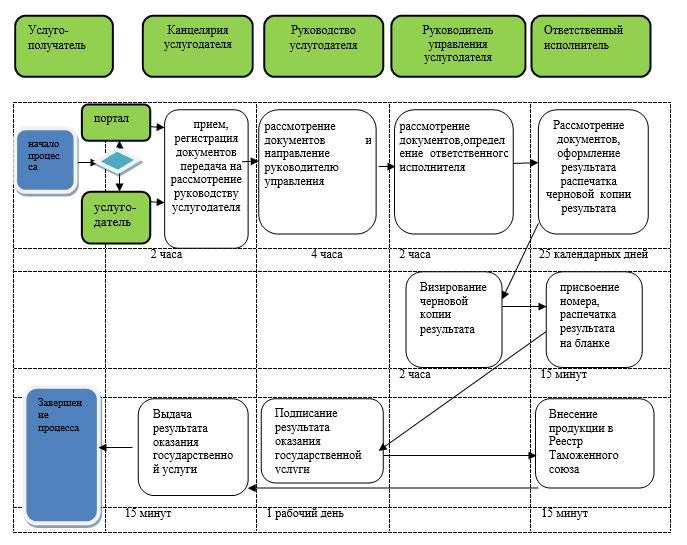 Услуго-
получатель
Канцелярия
услугодателя
Руководство
услугодателя
Руководитель
управления
услугодателя
Ответственный
исполнитель
начало
процес
са
портал
услуго-
датель
прием,
регистрация
документов
передача на
рассмотрение
руководству
услугодателя
рассмотрение
документов и
направление
руководителю
управления
рассмотрение
документов,определ
ение ответственного
исполнителя
Рассмотрение
документов,
оформление
результата
распечатка
черновой копии
результата
2 часа
4 часа
2 часа
25 календарных дней
Визирование
черновой
копии
результата
присвоение
номера,
распечатка
результата
на бланке
2 часа
15 минут
Завершен
ие
процесса
Выдача
результата
оказания
государственно
й услуги
Подписание
результата
оказания
государственной
услуги
Внесение
продукции в
Реестр
Таможенного
союза
15 минут
1 рабочий день
15 минут